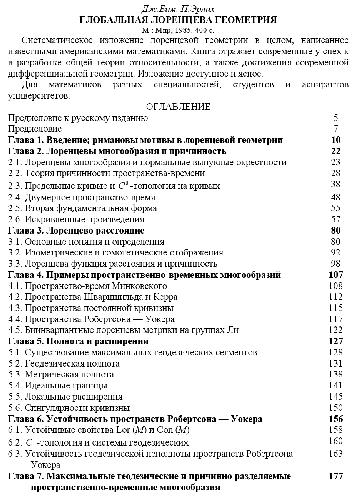 Дж. Бим П. Эрлих
ГЛОБАЛЬНАЯ ЛОРЕНЦЕВА ГЕОМЕТРИЯ
М.: Мир, 1985. 400 с.
Систематическое изложение лоренцевой геометрии в целом, написанное
известными американскими математиками. Книга отражает современные успехи
в разработке общей теории относительности, а также достижения современной
дифференциальной геометрии. Изложение доступное и ясное.
Для математиков разных специальностей, студентов и аспирантов
университетов.
ОГЛАВЛЕНИЕ
Предисловие к русскому изданию 5
Предисловие 7
Глава 1. Введение; римановы мотивы в лоренцевой геометрии 10
Глава 2. Лоренцевы многообразия и причинность 22
2.1. Лоренцевы многообразия и нормальные выпуклые окрестности 23
2.2. Теория причинности пространства-времени 28
2.3. Предельные кривые и C⁰-топология на кривых 38
2.4. Двумерное пространство-время 48
2.5. Вторая фундаментальная форма 55
2.6. Искривленные произведения 57
Глава 3. Лоренцево расстояние 80
3.1. Основные понятия и определения 80
3.2. Изометрические и гомотетические отображения 92
3.3. Лоренцева функция расстояния и причинность 98
Глава 4. Примеры пространственно-временных многообразий 107
4.1. Пространство-время Минковского 108
4.2. Пространства Шварцшильда и Керра 112
4.3. Пространства постоянной кривизны 115
4.4. Пространства Робертсона — Уокера 117
4.5. Биинвариантные лоренцевы метрики на группах Ли 122
Глава 5. Полнота и расширения 127
5.1. Существование максимальных геодезических сегментов 128
5.2. Геодезическая полнота 131
5.3. Метрическая полнота 138
5.4. Идеальные границы 141
5.5. Локальные расширения 145
5.6. Сингулярности кривизны 150
Глава 6. Устойчивость пространств Робертсона — Уокера 156
6.1. Устойчивые свойства Lor (M) и Con (M) 158
6.2. C -топология и системы геодезических 160
6.3. Устойчивость геодезической неполноты пространств Робертсона 163
Уокера
Глава 7. Максимальные геодезические и причинно разделяемые 177
пространственно-временные многообразия